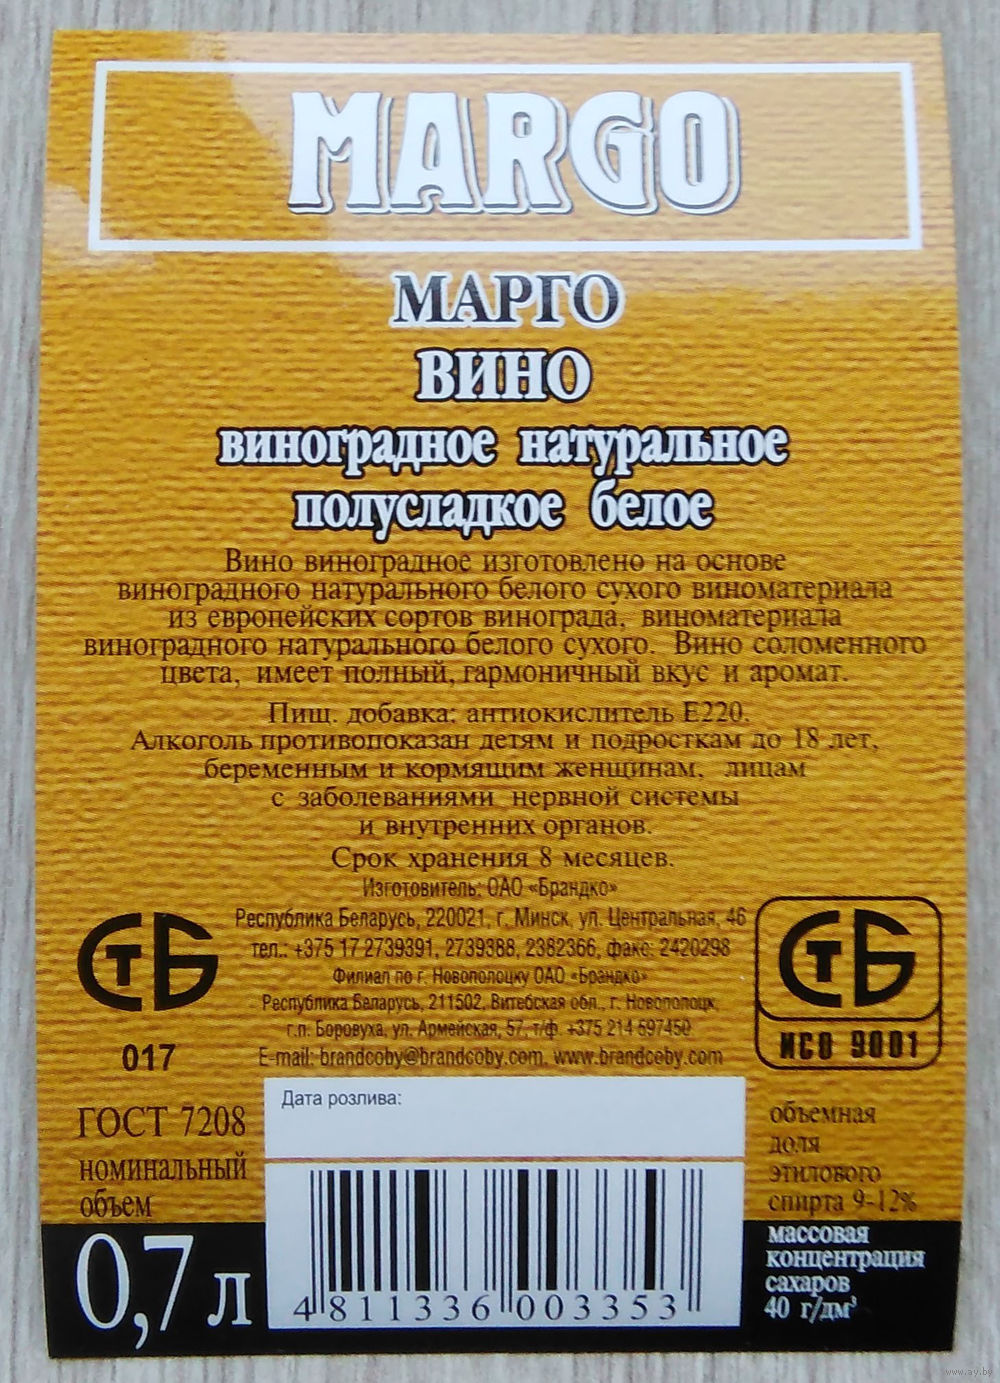 MARGO
МАРГО
ВИНО
виноградное натуральное
полусладкое белое
Вино виноградное изготовлено на основе
виноградного натурального белого сухого виноматериала
из европейских сортов винограда, виноматериала
виноградного натурального белого сухого. Вино соломенного
цвета, имеет полный, гармоничный вкус и аромат.
Пищ. добавка: антиокислитель Е220.
Алкоголь противопоказан детям и подросткам до 18 лет,
беременным и кормящим женщинам, лицам
с заболеваниями нервной системы
и внутренних органов.
Срок хранения 8 месяцев.
Изготовитель: ОАО «Брандко»
Республика Беларусь, 220021, г. Минск, ул. Центральная, 46
тел.: +375 17 2739391, 2739388, 2382366, факс: 2420298
Филиал по г. Новополоцку ОАО «Брандко»
Республика Беларусь, 211502, Витебская обл., г. Новополоцк,
г.п. Боровуха, ул. Армейская, 57, т/ф. +375 214 597450
E-mail: brandcoby@brandcoby.com, www.brandcoby.com
СТБ
017
СТБ
ИСО 9001
ГОСТ 7208
номинальный
объем
0,7 л
Дата розлива:
4 811336 003353
объемная
доля
этилового
спирта 9-12%
массовая
концентрация
сахаров
40 г/дм³
www.ay.by